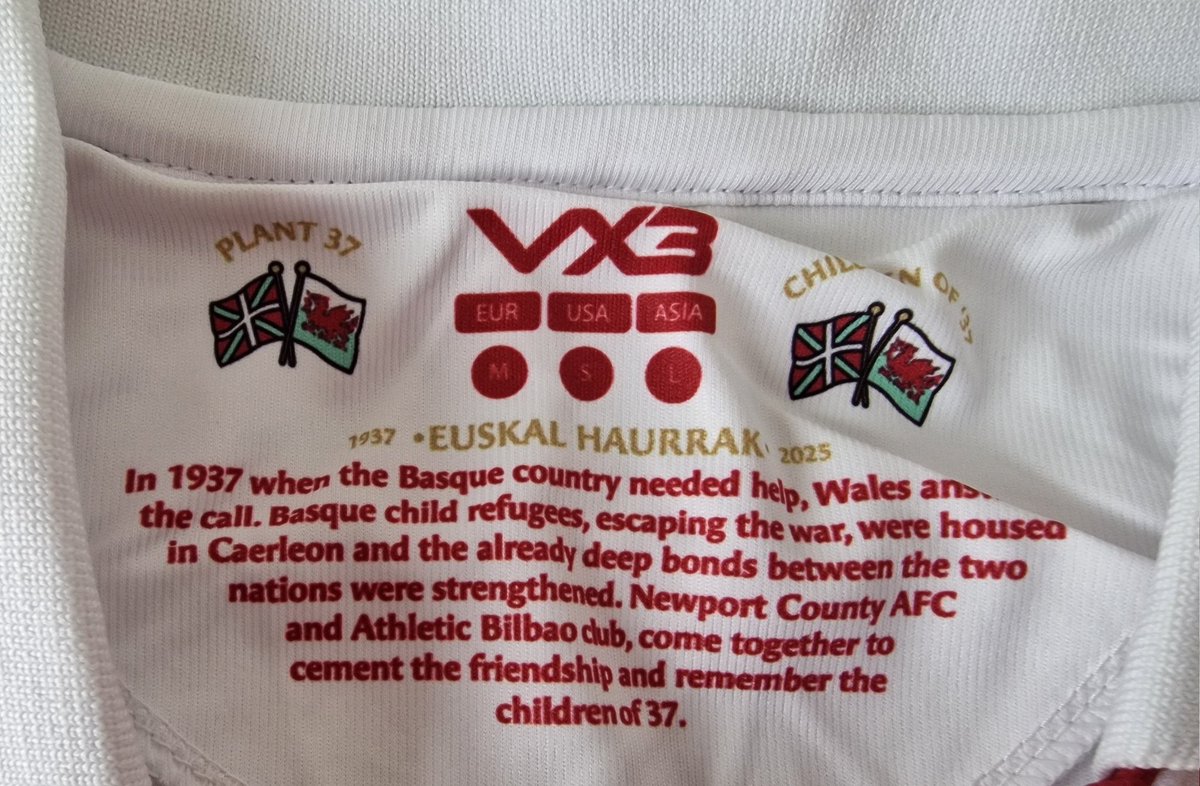 PLANT 37
VX3
EUR USA ASIA
M S L
OF '37
1937 • EUSKAL HAURRAK • 2025
In 1937 when the Basque country needed help, Wales
the call. Basque child refugees, escaping the war, were housed
in Caerleon and the already deep bonds between the two
nations were strengthened. Newport County AFC
and Athletic Bilbao club, come together to
cement the friendship and remember the
children of 37.